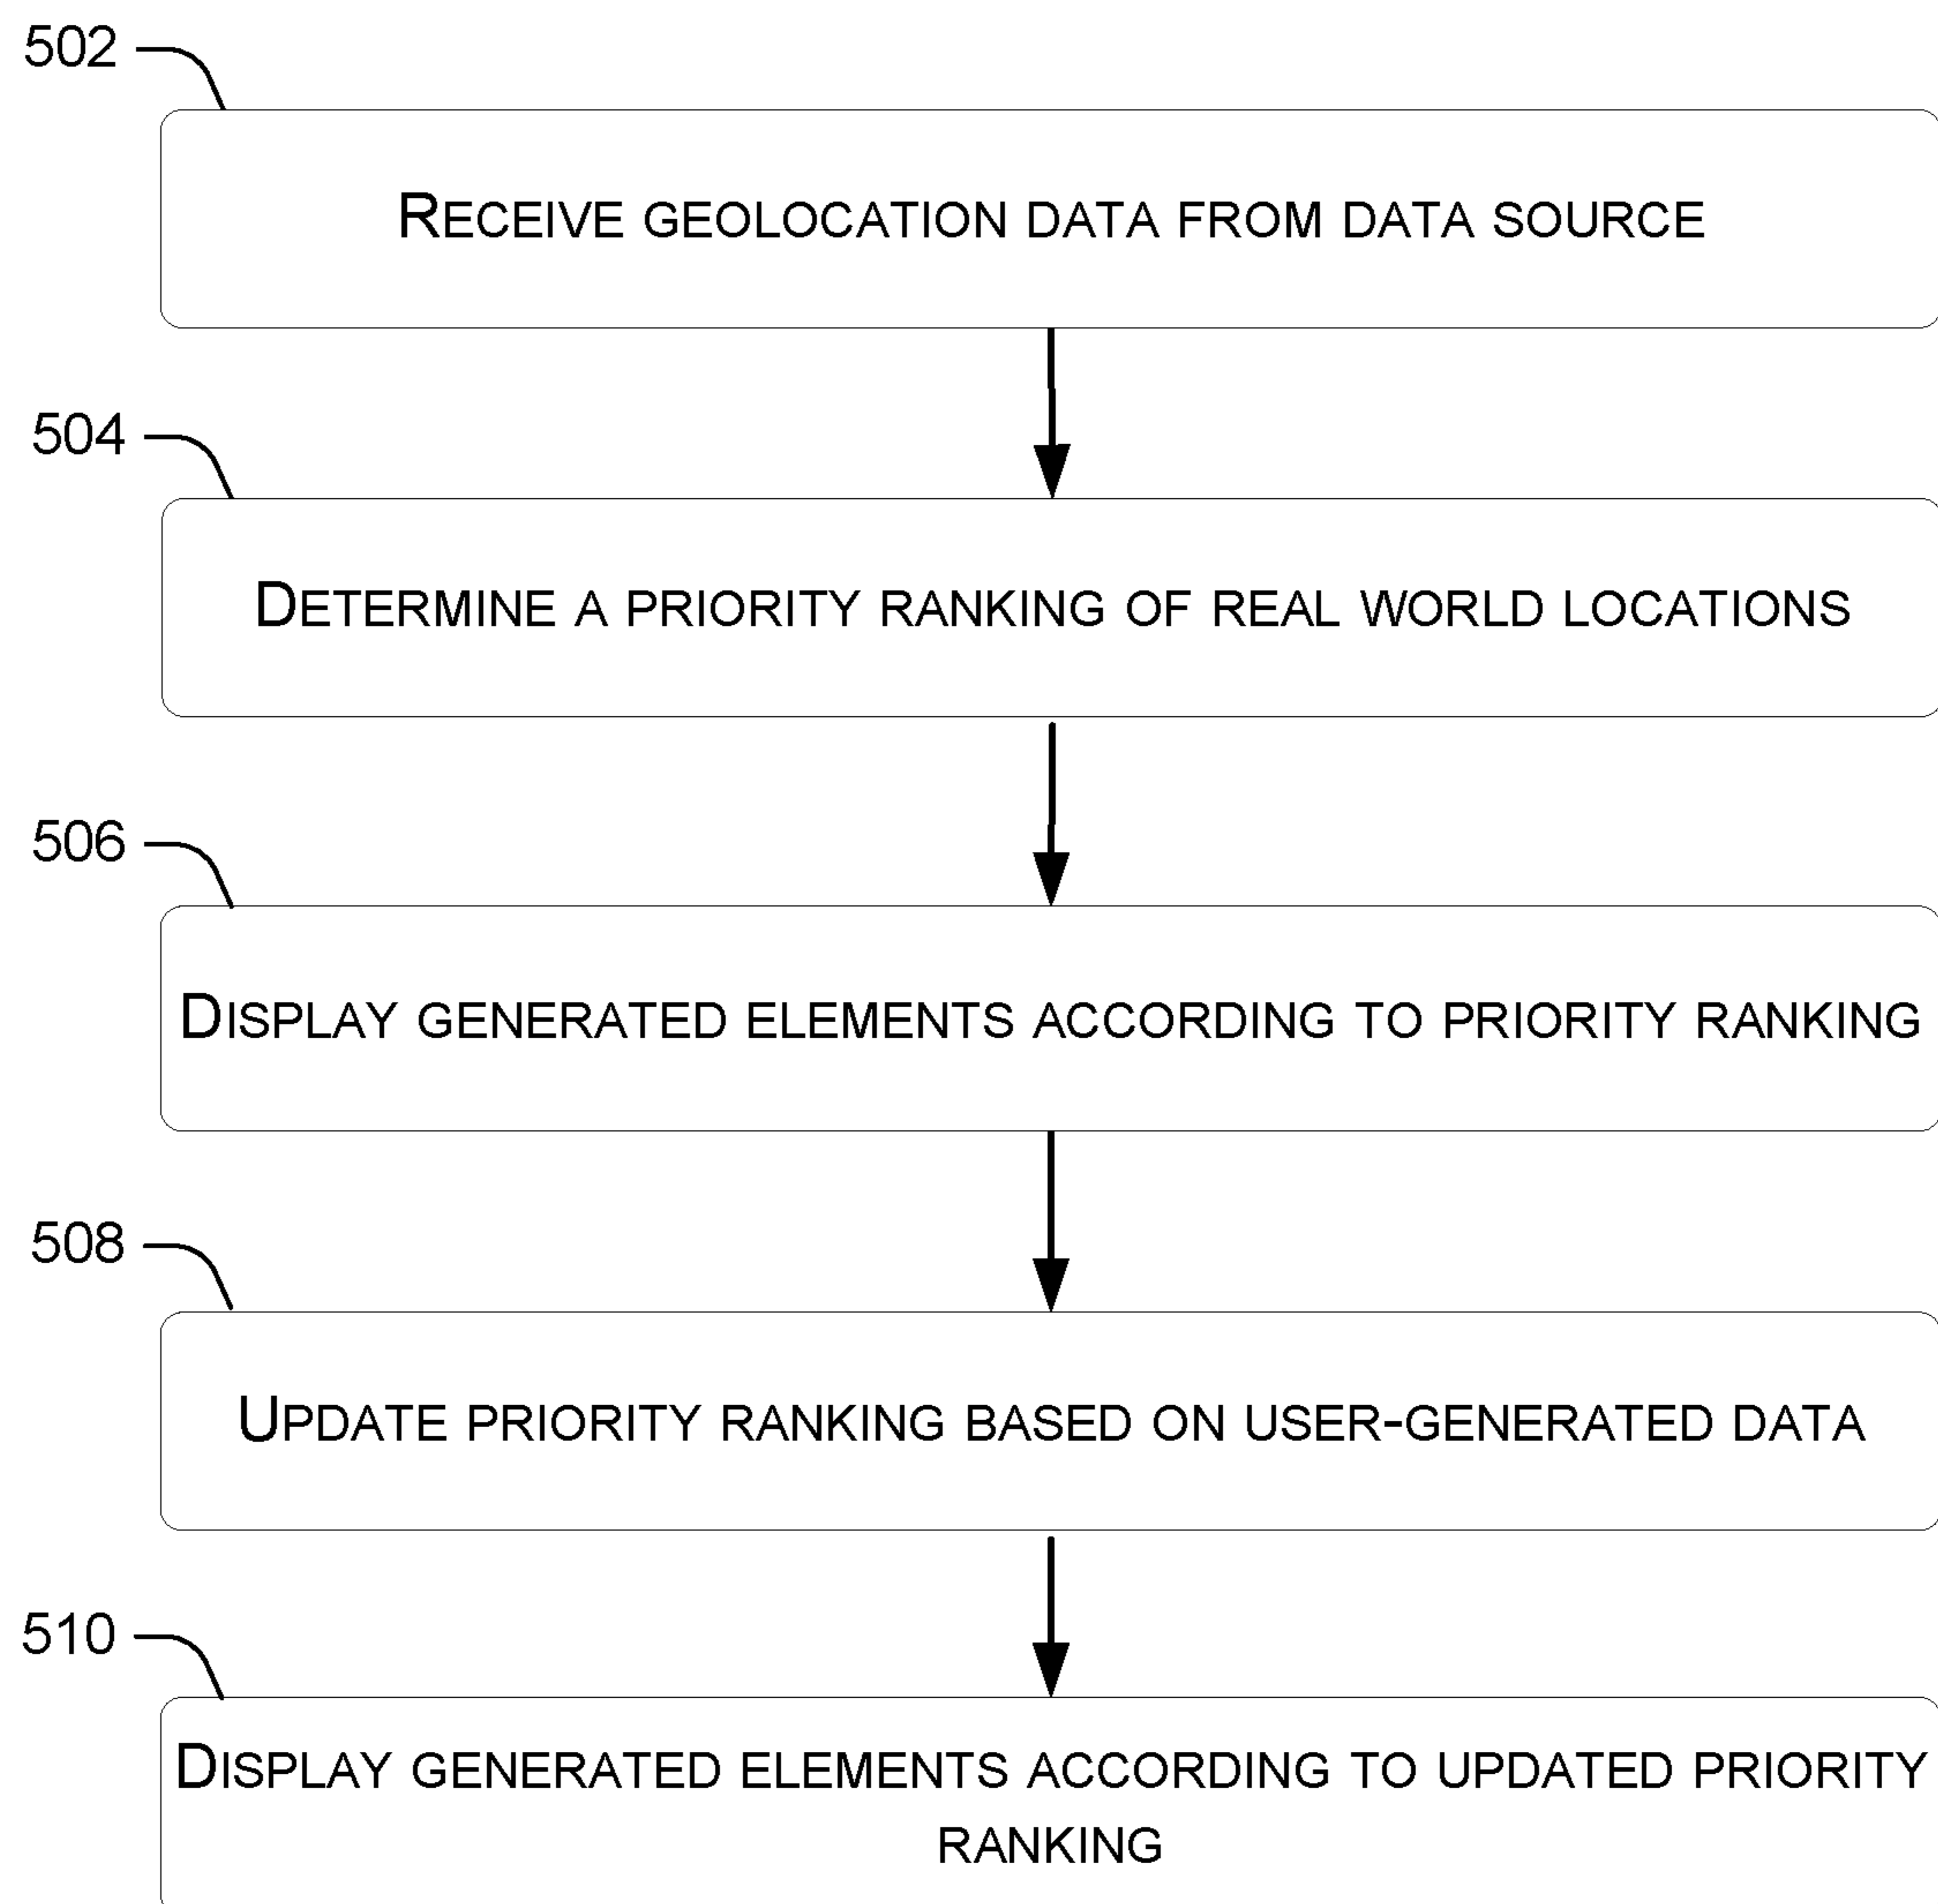 502
RECEIVE GEOLOCATION DATA FROM DATA SOURCE
504
DETERMINE A PRIORITY RANKING OF REAL WORLD LOCATIONS
506
DISPLAY GENERATED ELEMENTS ACCORDING TO PRIORITY RANKING
508
UPDATE PRIORITY RANKING BASED ON USER-GENERATED DATA
510
DISPLAY GENERATED ELEMENTS ACCORDING TO UPDATED PRIORITY
RANKING